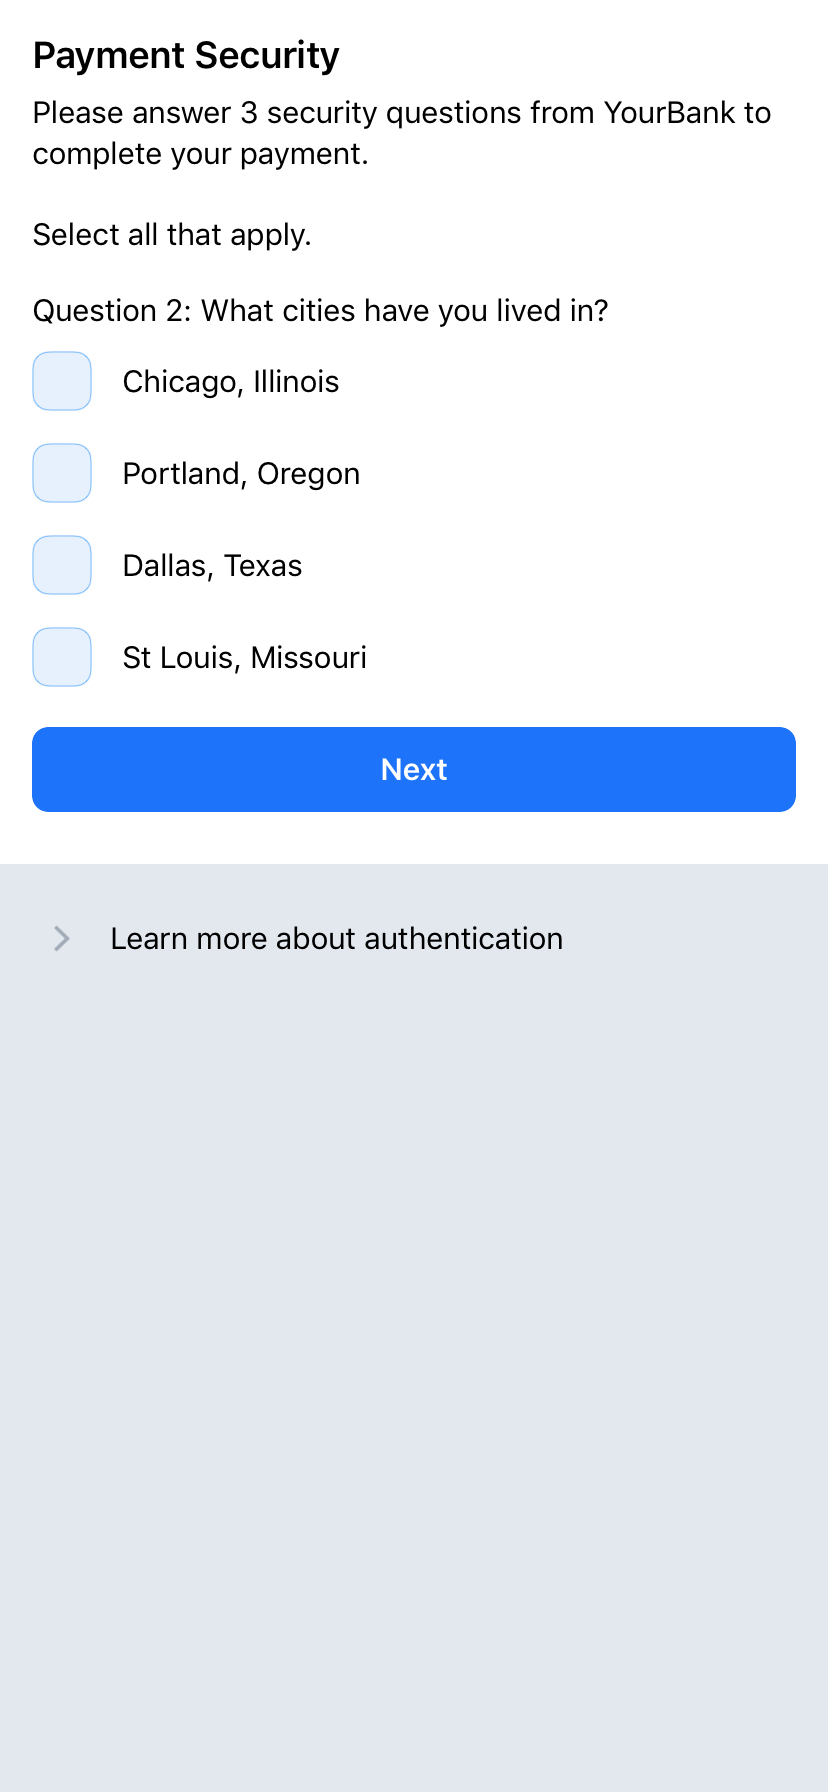 Payment Security
Please answer 3 security questions from YourBank to
complete your payment.
Select all that apply.
Question 2: What cities have you lived in?
Chicago, Illinois
Portland, Oregon
Dallas, Texas
St Louis, Missouri
Next
Learn more about authentication